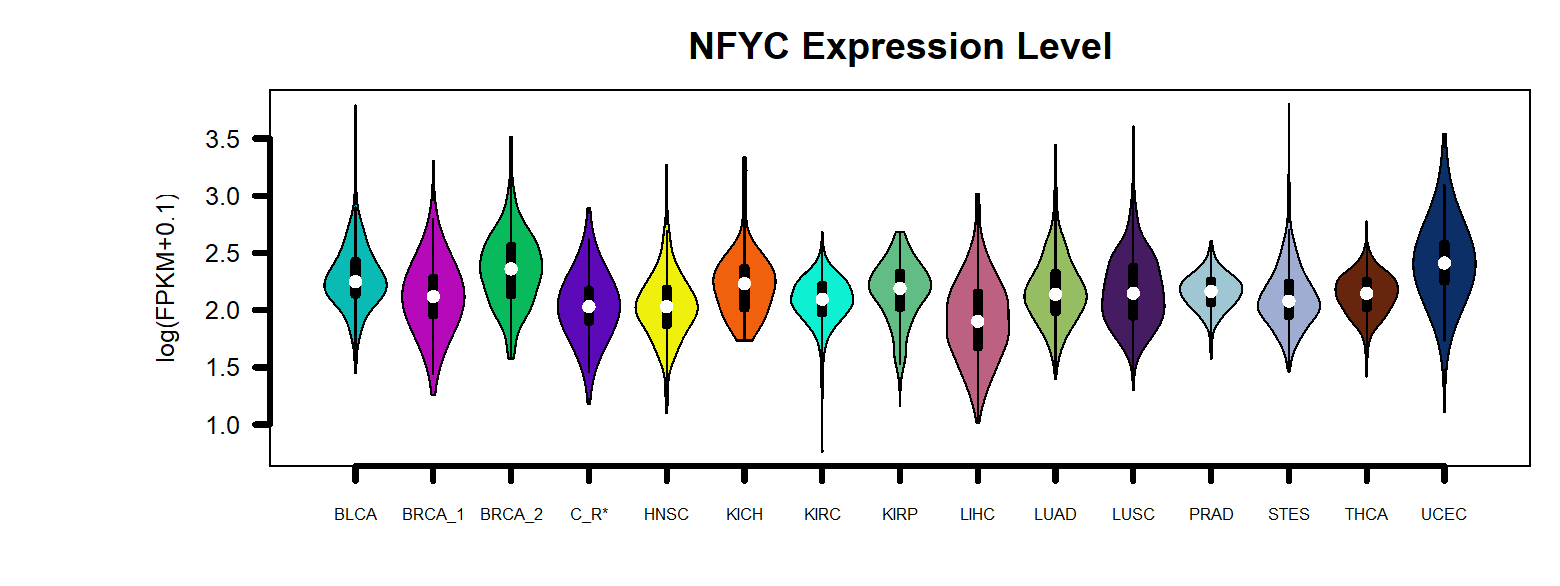 NFYC Expression Level
log(FPKM+0.1)
3.5
3.0
2.5
2.0
1.5
1.0
BLCA BRCA_1 BRCA_2 C_R* HNSC KICH KIRC KIRP LIHC LUAD LUSC PRAD STES THCA UCEC